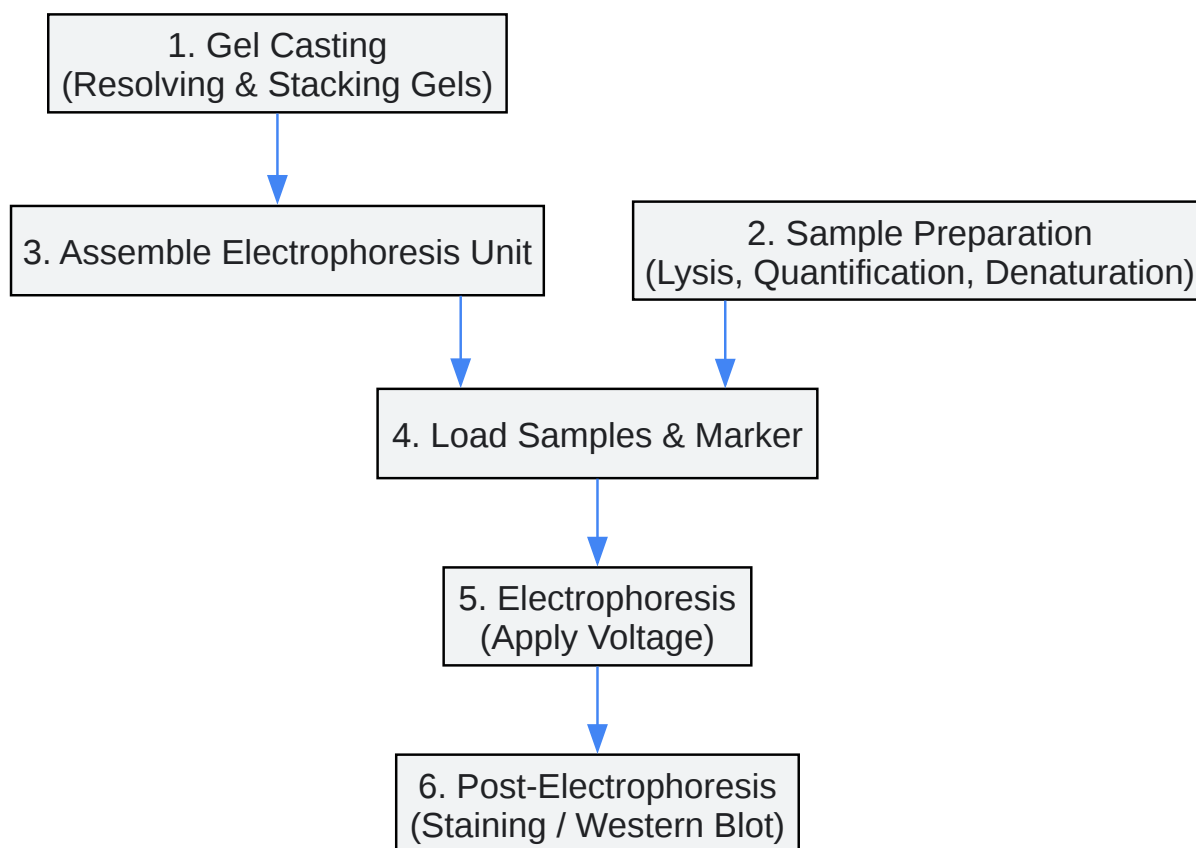 1. Gel Casting
(Resolving & Stacking Gels)
3. Assemble Electrophoresis Unit
2. Sample Preparation
(Lysis, Quantification, Denaturation)
4. Load Samples & Marker
5. Electrophoresis
(Apply Voltage)
6. Post-Electrophoresis
(Staining / Western Blot)